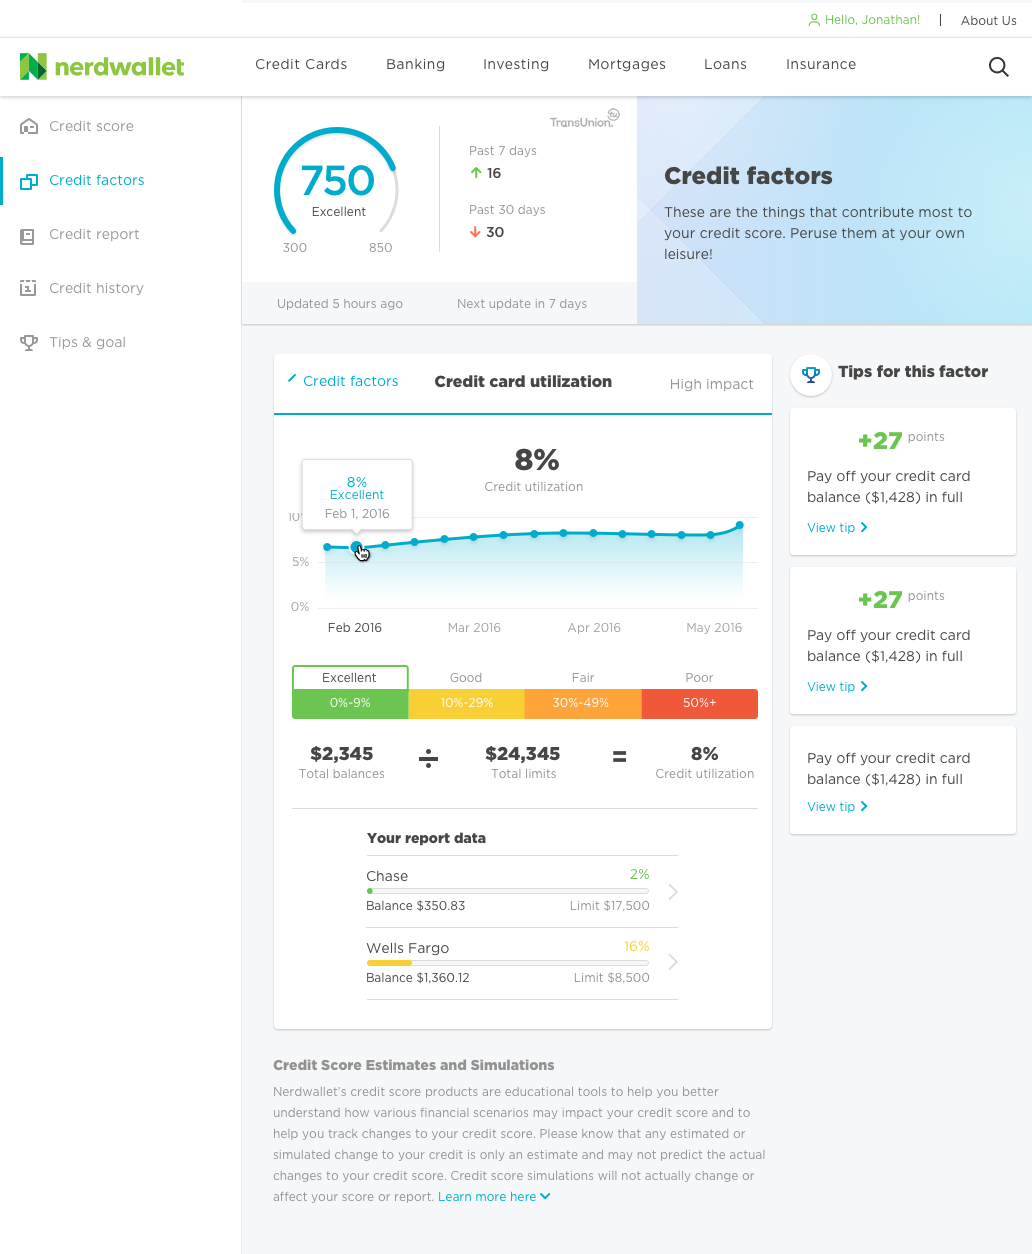 Hello, Jonathan!
About Us
nerdwallet
Credit Cards
Banking
Investing
Mortgages
Loans
Insurance
Credit score
Credit factors
Credit report
Credit history
Tips & goal
TransUnion
tu
750
Excellent
300
850
Past 7 days
16
Past 30 days
30
Updated 5 hours ago
Next update in 7 days
Credit factors
These are the things that contribute most to
your credit score. Peruse them at your own
leisure!
Credit factors
Credit card utilization
High impact
8%
Credit utilization
8%
Excellent
Feb 1, 2016
5%
0%
Feb 2016
Mar 2016
Apr 2016
May 2016
Excellent
Good
Fair
Poor
0%-9%
10%-29%
30%-49%
50%+
$2,345
Total balances
÷
$24,345
Total limits
=
8%
Credit utilization
Your report data
Chase
2%
Balance $350.83
Limit $17,500
Wells Fargo
16%
Balance $1,360.12
Limit $8,500
Tips for this factor
+27 points
Pay off your credit card
balance ($1,428) in full
View tip
+27 points
Pay off your credit card
balance ($1,428) in full
View tip
Pay off your credit card
balance ($1,428) in full
View tip
Credit Score Estimates and Simulations
Nerdwallet's credit score products are educational tools to help you better
understand how various financial scenarios may impact your credit score and to
help you track changes to your credit score. Please know that any estimated or
simulated change to your credit is only an estimate and may not predict the actual
changes to your credit score. Credit score simulations will not actually change or
affect your score or report. Learn more here